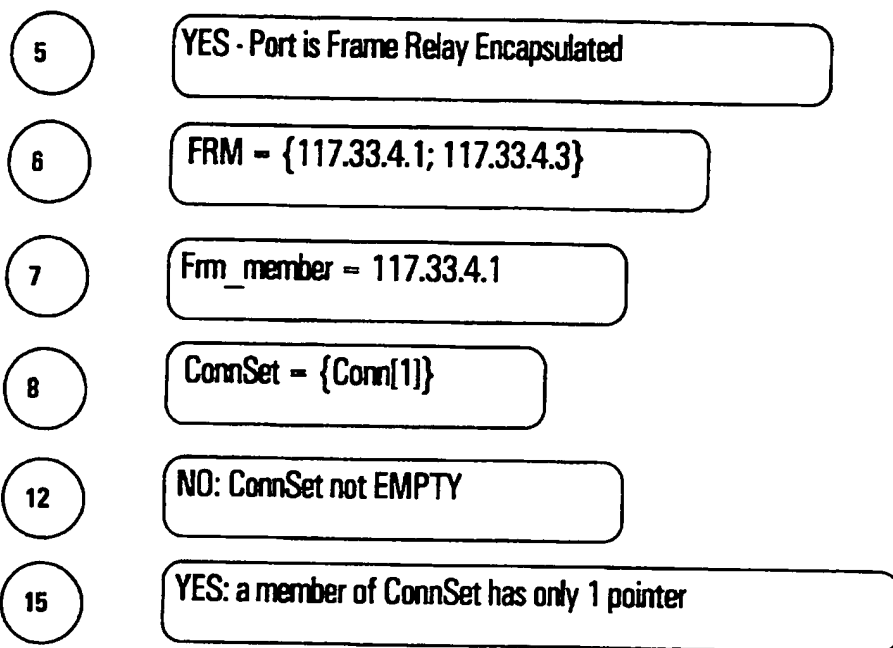 5 YES - Port is Frame Relay Encapsulated
6 FRM = {117.33.4.1; 117.33.4.3}
7 Frm_member = 117.33.4.1
8 ConnSet = {Conn[1]}
12 NO: ConnSet not EMPTY
15 YES: a member of ConnSet has only 1 pointer